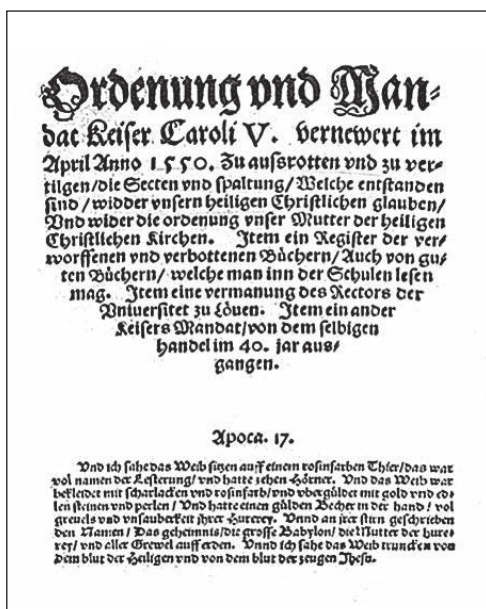 Ordenung vnd Man⸗
dat Keiser Caroli V. vernewert im
April Anno 1550. Zu auſzrotten vnd zu ver⸗
tilgen/die Secten vnd ſpaltung/Welche entſtanden
ſind/widder vnſern heiligen Chriſtlichen glauben/
Vnd wider die ordenung vnſer Mutter der heiligen
Chriſtlichen Kirchen. Item ein Regiſter der ver⸗
worffenen vnd verbottenen Bůchern/Auch von gu⸗
ten Bůchern/welche man inn der Schulen leſen
mag. Item eine vermanung des Rectors der
Vniuerſitet zu Lőuen. Item ein ander
Keiſers Mandat/von dem ſelbigen
handel im 40. jar aus⸗
gangen.
Apoca. 17.
Vnd ich ſahe das Weib ſitzen auff einem roſinfarben Thier/das war
vol namen der Leſterung/vnd hatte zehen Hőrner. Vnd das Weib war
bekleidet mit ſcharlacken vnd roſinfarb/vnd vbergűldet mit gold vnd ed⸗
len ſteinen vnd perlen/Vnd hatte einen gűlden Becher in der hand/vol
greuels vnd vnſauberkeit jhrer Hurerey. Vnnd an jrer ſtirn geſchrieben
den Namen/Das geheimnis/die groſſe Babylon/die Mutter der hure⸗
rey/vnd aller Grewel auff erden. Vnnd ich ſahe das Weib truncken von
dem blut der Heiligen vnd von dem blut der zeugen Jheſu.